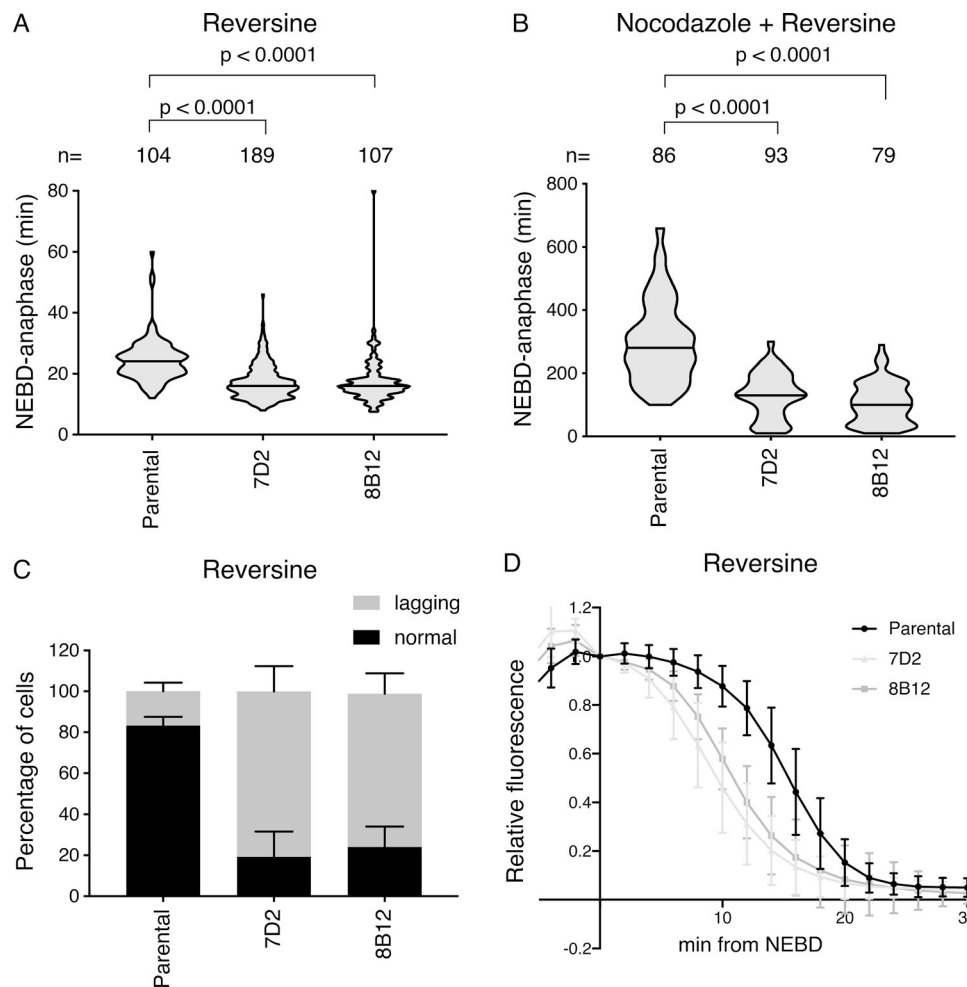 A
Reversine
p < 0.0001
p < 0.0001
n= 104 189 107
NEBD-anaphase (min)
80
60
40
20
0
Parental
7D2
8B12
B
Nocodazole + Reversine
p < 0.0001
p < 0.0001
n= 86 93 79
NEBD-anaphase (min)
800
600
400
200
0
Parental
7D2
8B12
C
Reversine
lagging
normal
Percentage of cells
120
100
80
60
40
20
0
Parental
7D2
8B12
D
Reversine
Parental
7D2
8B12
Relative fluorescence
1.2
1.0
0.8
0.6
0.4
0.2
-0.2
10
20
3
min from NEBD